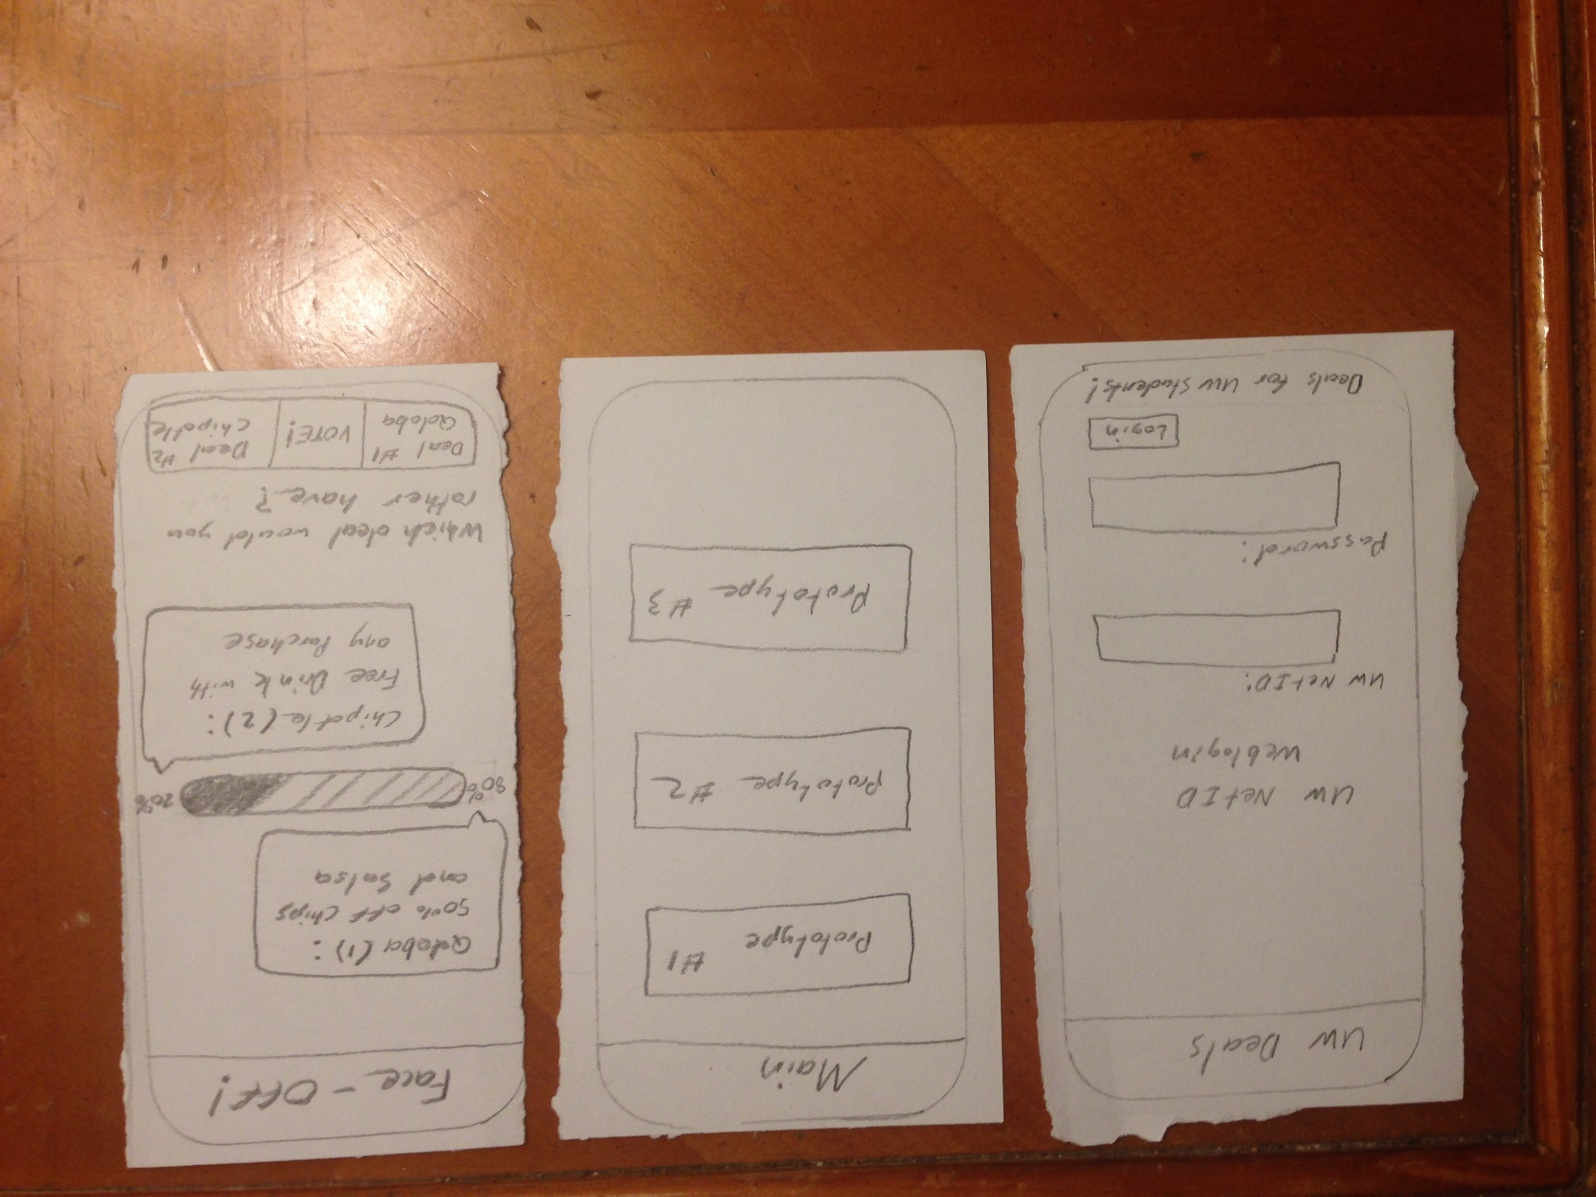 UW Deals
UW NetID
Weblogin
UW NetID:
Password:
Login
Deals for UW students!
Main
Prototype #1
Prototype #2
Prototype #3
Face-Off!
Qdoba(1):
50% off Chips
and Salsa
80%
20%
Chipotle(2):
Free Drink with
any Purchase
Which deal would you
rather have?
Deal #1
Qdoba
VOTE!
Deal #2
Chipotle